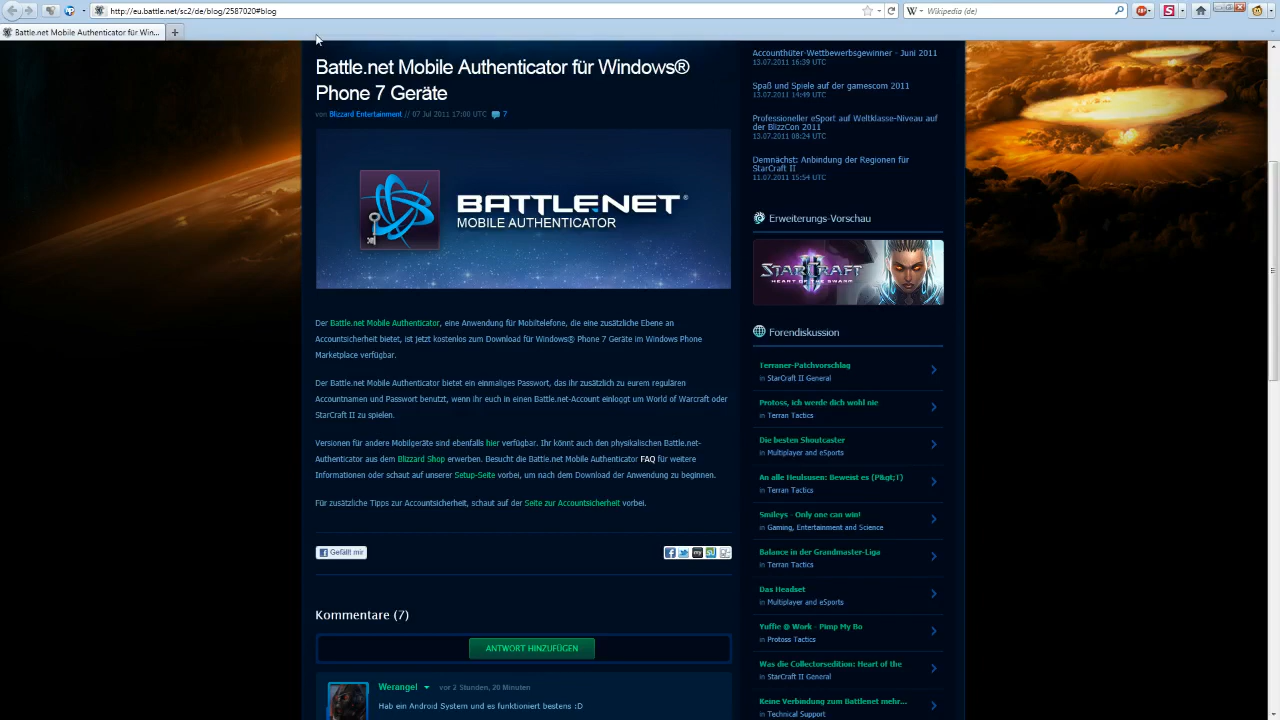 http://eu.battle.net/sc2/de/blog/2587020#blog
Wikipedia (de)
Battle.net Mobile Authenticator für Win...
Battle.net Mobile Authenticator für Windows®
Phone 7 Geräte
von Blizzard Entertainment // 07 Jul 2011 17:00 UTC 7
BATTLE.NET®
MOBILE AUTHENTICATOR
Der Battle.net Mobile Authenticator, eine Anwendung für Mobiltelefone, die eine zusätzliche Ebene an
Accountsicherheit bietet, ist jetzt kostenlos zum Download für Windows® Phone 7 Geräte im Windows Phone
Marketplace verfügbar.
Der Battle.net Mobile Authenticator bietet ein einmaliges Passwort, das ihr zusätzlich zu eurem regulären
Accountnamen und Passwort benutzt, wenn ihr euch in einen Battle.net-Account einloggt um World of Warcraft oder
StarCraft II zu spielen.
Versionen für andere Mobilgeräte sind ebenfalls hier verfügbar. Ihr könnt auch den physikalischen Battle.net-
Authenticator aus dem Blizzard Shop erwerben. Besucht die Battle.net Mobile Authenticator FAQ für weitere
Informationen oder schaut auf unserer Setup-Seite vorbei, um nach dem Download der Anwendung zu beginnen.
Für zusätzliche Tipps zur Accountsicherheit, schaut auf der Seite zur Accountsicherheit vorbei.
Gefällt mir
Kommentare (7)
ANTWORT HINZUFÜGEN
Werangel vor 2 Stunden, 20 Minuten
Hab ein Android System und es funktioniert bestens :D
Accounthüter-Wettbewerbsgewinner - Juni 2011
13.07.2011 16:39 UTC
Spaß und Spiele auf der gamescom 2011
13.07.2011 14:49 UTC
Professioneller eSport auf Weltklasse-Niveau auf
der BlizzCon 2011
13.07.2011 08:24 UTC
Demnächst: Anbindung der Regionen für
StarCraft II
11.07.2011 15:54 UTC
Erweiterungs-Vorschau
STARCRAFT II
HEART OF THE SWARM
Forendiskussion
Terraner-Patchvorschlag
in StarCraft II General
Protoss, ich werde dich wohl nie
in Terran Tactics
Die besten Shoutcaster
in Multiplayer and eSports
An alle Heulsusen: Beweist es (P&gt;T)
in Terran Tactics
Smileys - Only one can win!
in Gaming, Entertainment and Science
Balance in der Grandmaster-Liga
in Terran Tactics
Das Headset
in Multiplayer and eSports
Yuffie @ Work - Pimp My Bo
in Protoss Tactics
Was die Collectorsedition: Heart of the
in StarCraft II General
Keine Verbindung zum Battlenet mehr...
in Technical Support